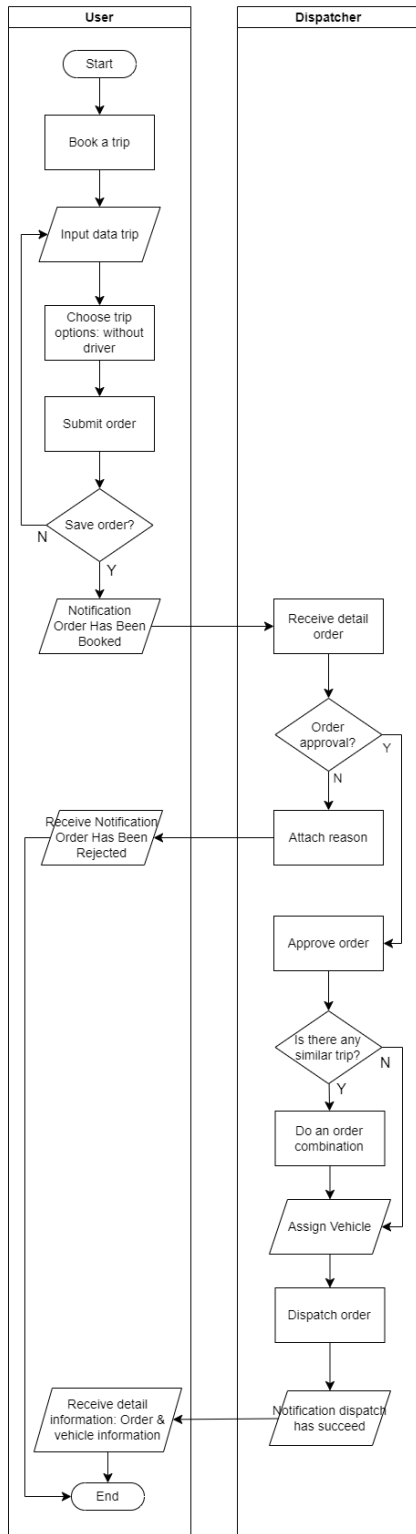 User
Dispatcher
Start
Book a trip
Input data trip
Choose trip
options: without
driver
Submit order
Save order?
N
Y
Notification
Order Has Been
Booked
Receive detail
order
Order
approval?
Y
N
Receive Notification
Order Has Been
Rejected
Attach reason
Approve order
Is there any
similar trip?
N
Y
Do an order
combination
Assign Vehicle
Dispatch order
Receive detail
information: Order &
vehicle information
Notification dispatch
has succeed
End